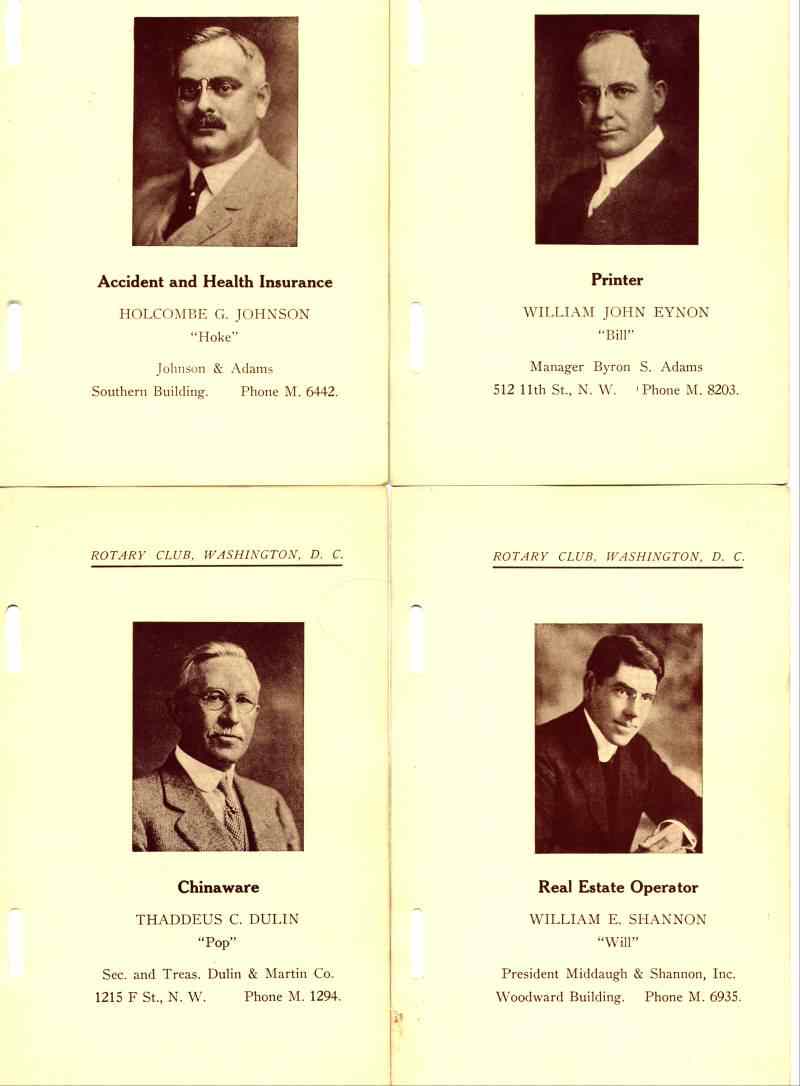 Accident and Health Insurance
HOLCOMBE G. JOHNSON
"Hoke"
Johnson & Adams
Southern Building. Phone M. 6442.
Printer
WILLIAM JOHN EYNON
"Bill"
Manager Byron S. Adams
512 11th St., N. W. Phone M. 8203.
ROTARY CLUB, WASHINGTON, D. C.
Chinaware
THADDEUS C. DULIN
"Pop"
Sec. and Treas. Dulin & Martin Co.
1215 F St., N. W. Phone M. 1294.
ROTARY CLUB, WASHINGTON, D. C.
Real Estate Operator
WILLIAM E. SHANNON
"Will"
President Middaugh & Shannon, Inc.
Woodward Building. Phone M. 6935.